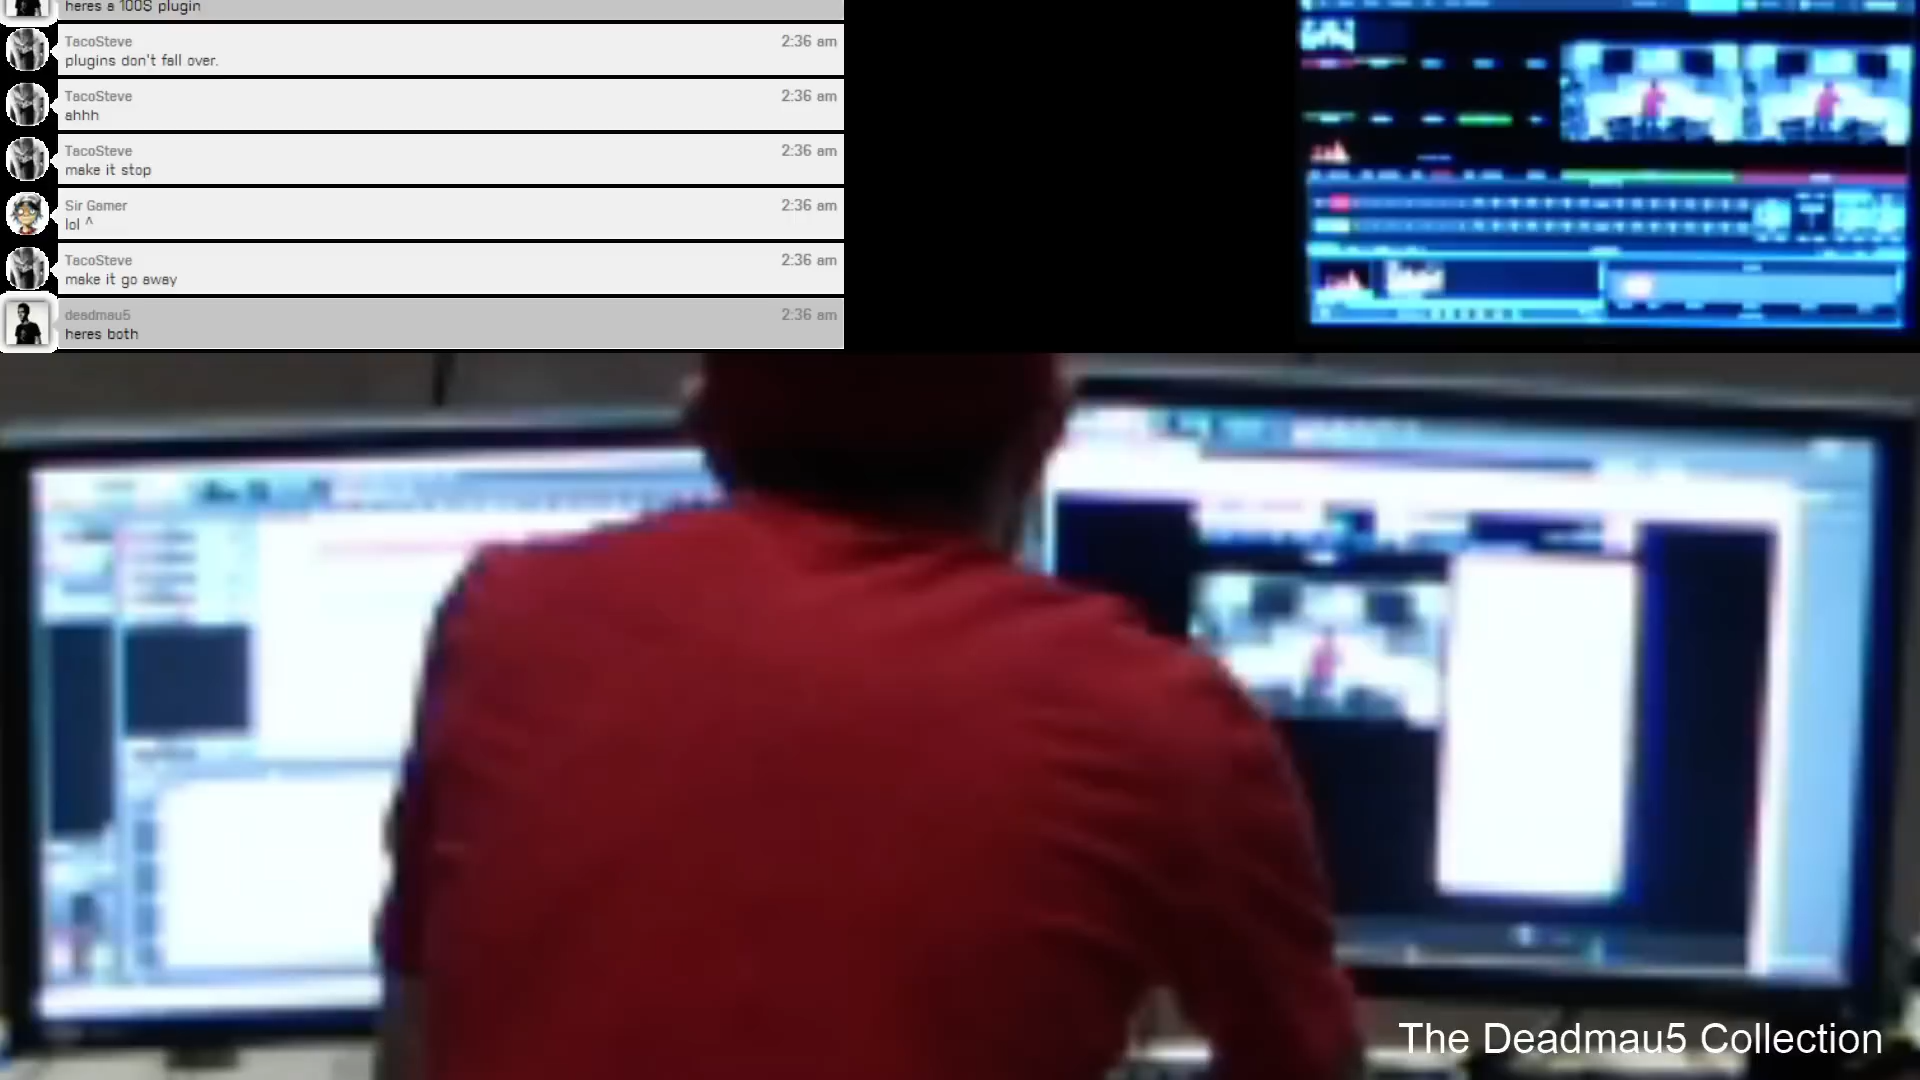 heres a 100$ plugin
TacoSteve 2:36 am
plugins don't fall over.
TacoSteve 2:36 am
ahhh
TacoSteve 2:36 am
make it stop
Sir Gamer 2:36 am
lol ^
TacoSteve 2:36 am
make it go away
deadmau5 2:36 am
heres both
The Deadmau5 Collection